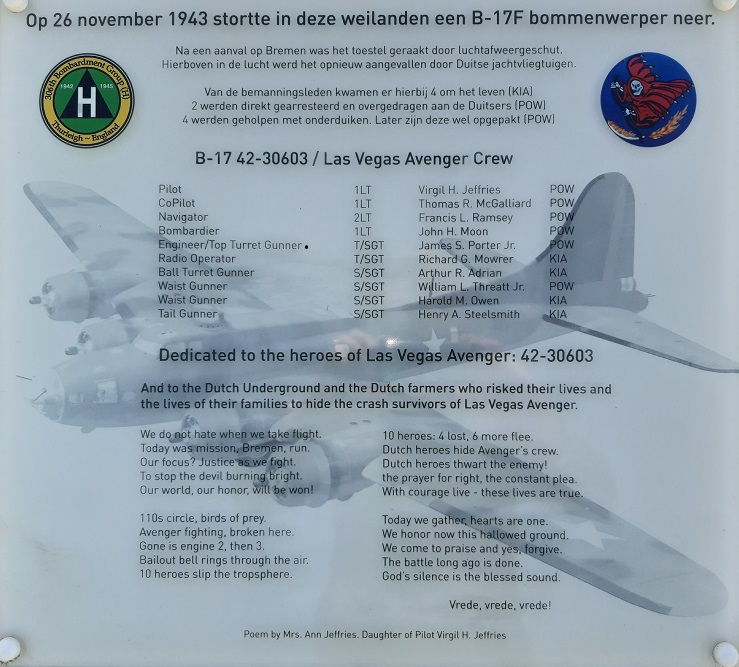 Op 26 november 1943 stortte in deze weilanden een B-17F bommenwerper neer.
Na een aanval op Bremen was het toestel geraakt door luchtafweergeschut.
Hierboven in de lucht werd het opnieuw aangevallen door Duitse jachtvliegtuigen.
306th Bombardment Group (H)
1942 1945
H
Thurleigh ~ England
Van de bemanningsleden kwamen er hierbij 4 om het leven (KIA)
2 werden direkt gearresteerd en overgedragen aan de Duitsers (POW)
4 werden geholpen met onderduiken. Later zijn deze wel opgepakt (POW)
B-17 42-30603 / Las Vegas Avenger Crew
Pilot 1LT Virgil H. Jeffries POW
CoPilot 1LT Thomas R. McGalliard POW
Navigator 2LT Francis L. Ramsey POW
Bombardier 1LT John H. Moon POW
Engineer/Top Turret Gunner T/SGT James S. Porter Jr. POW
Radio Operator T/SGT Richard G. Mowrer KIA
Ball Turret Gunner S/SGT Arthur R. Adrian KIA
Waist Gunner S/SGT William L. Threatt Jr. POW
Waist Gunner S/SGT Harold M. Owen KIA
Tail Gunner S/SGT Henry A. Steelsmith KIA
Dedicated to the heroes of Las Vegas Avenger: 42-30603
And to the Dutch Underground and the Dutch farmers who risked their lives and
the lives of their families to hide the crash survivors of Las Vegas Avenger.
We do not hate when we take flight.
Today was mission, Bremen, run.
Our focus? Justice as we fight.
To stop the devil burning bright.
Our world, our honor, will be won!
110s circle, birds of prey.
Avenger fighting, broken here.
Gone is engine 2, then 3.
Bailout bell rings through the air.
10 heroes slip the tropsphere.
10 heroes: 4 lost, 6 more flee.
Dutch heroes hide Avenger's crew.
Dutch heroes thwart the enemy!
the prayer for right, the constant plea.
With courage live - these lives are true.
Today we gather, hearts are one.
We honor now this hallowed ground.
We come to praise and yes, forgive.
The battle long ago is done.
God's silence is the blessed sound.
Vrede, vrede, vrede!
Poem by Mrs. Ann Jeffries. Daughter of Pilot Virgil H. Jeffries